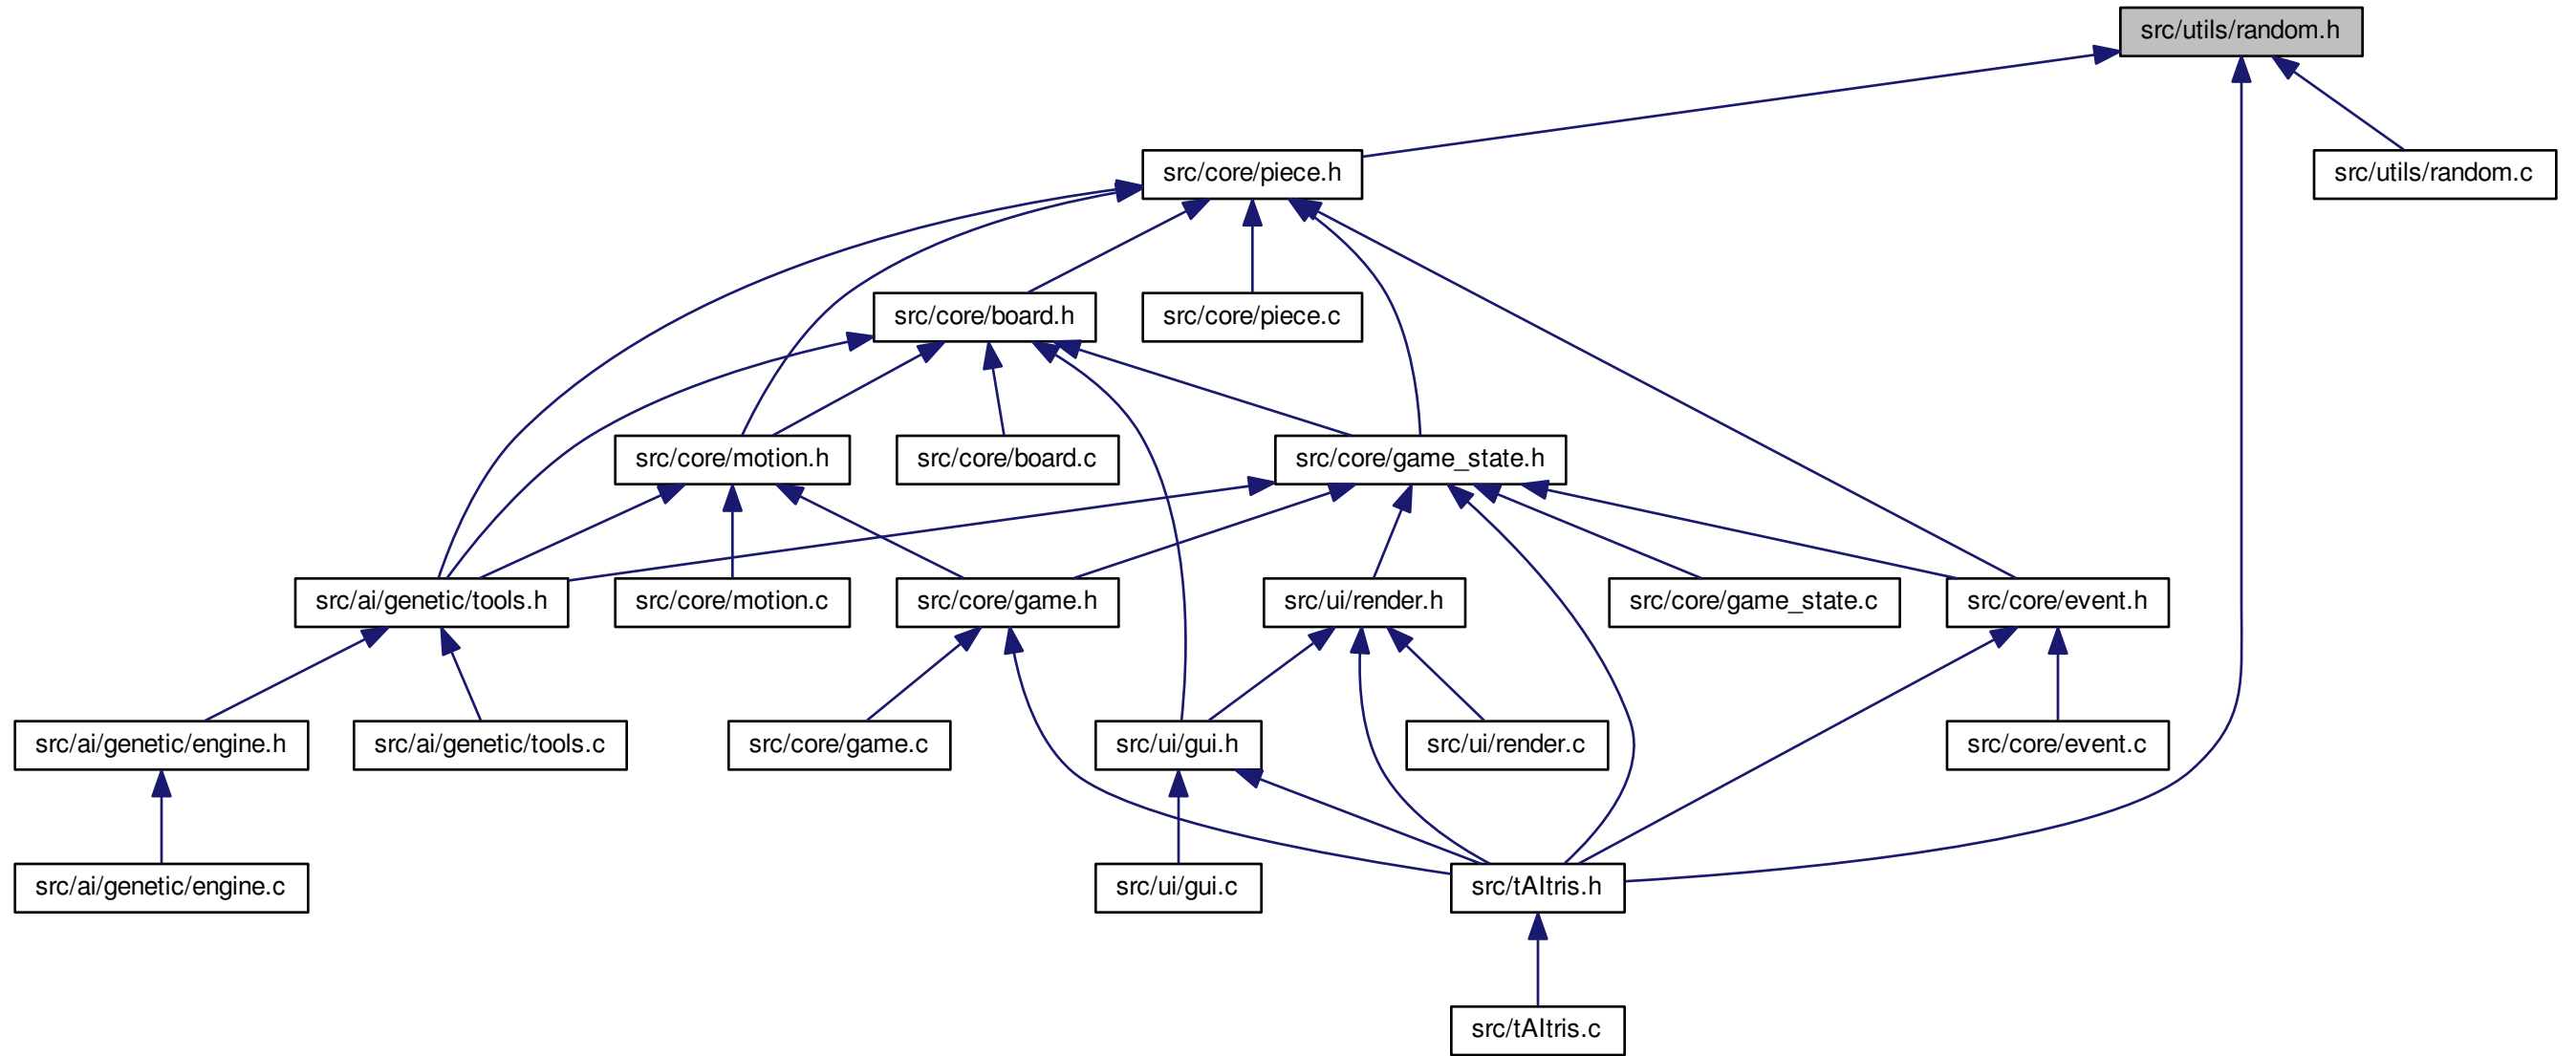 src/utils/random.h
src/core/piece.h
src/utils/random.c
src/core/board.h
src/core/piece.c
src/core/motion.h
src/core/board.c
src/core/game_state.h
src/ai/genetic/tools.h
src/core/motion.c
src/core/game.h
src/ui/render.h
src/core/game_state.c
src/core/event.h
src/ai/genetic/engine.h
src/ai/genetic/tools.c
src/core/game.c
src/ui/gui.h
src/ui/render.c
src/core/event.c
src/ai/genetic/engine.c
src/ui/gui.c
src/tAItris.h
src/tAItris.c